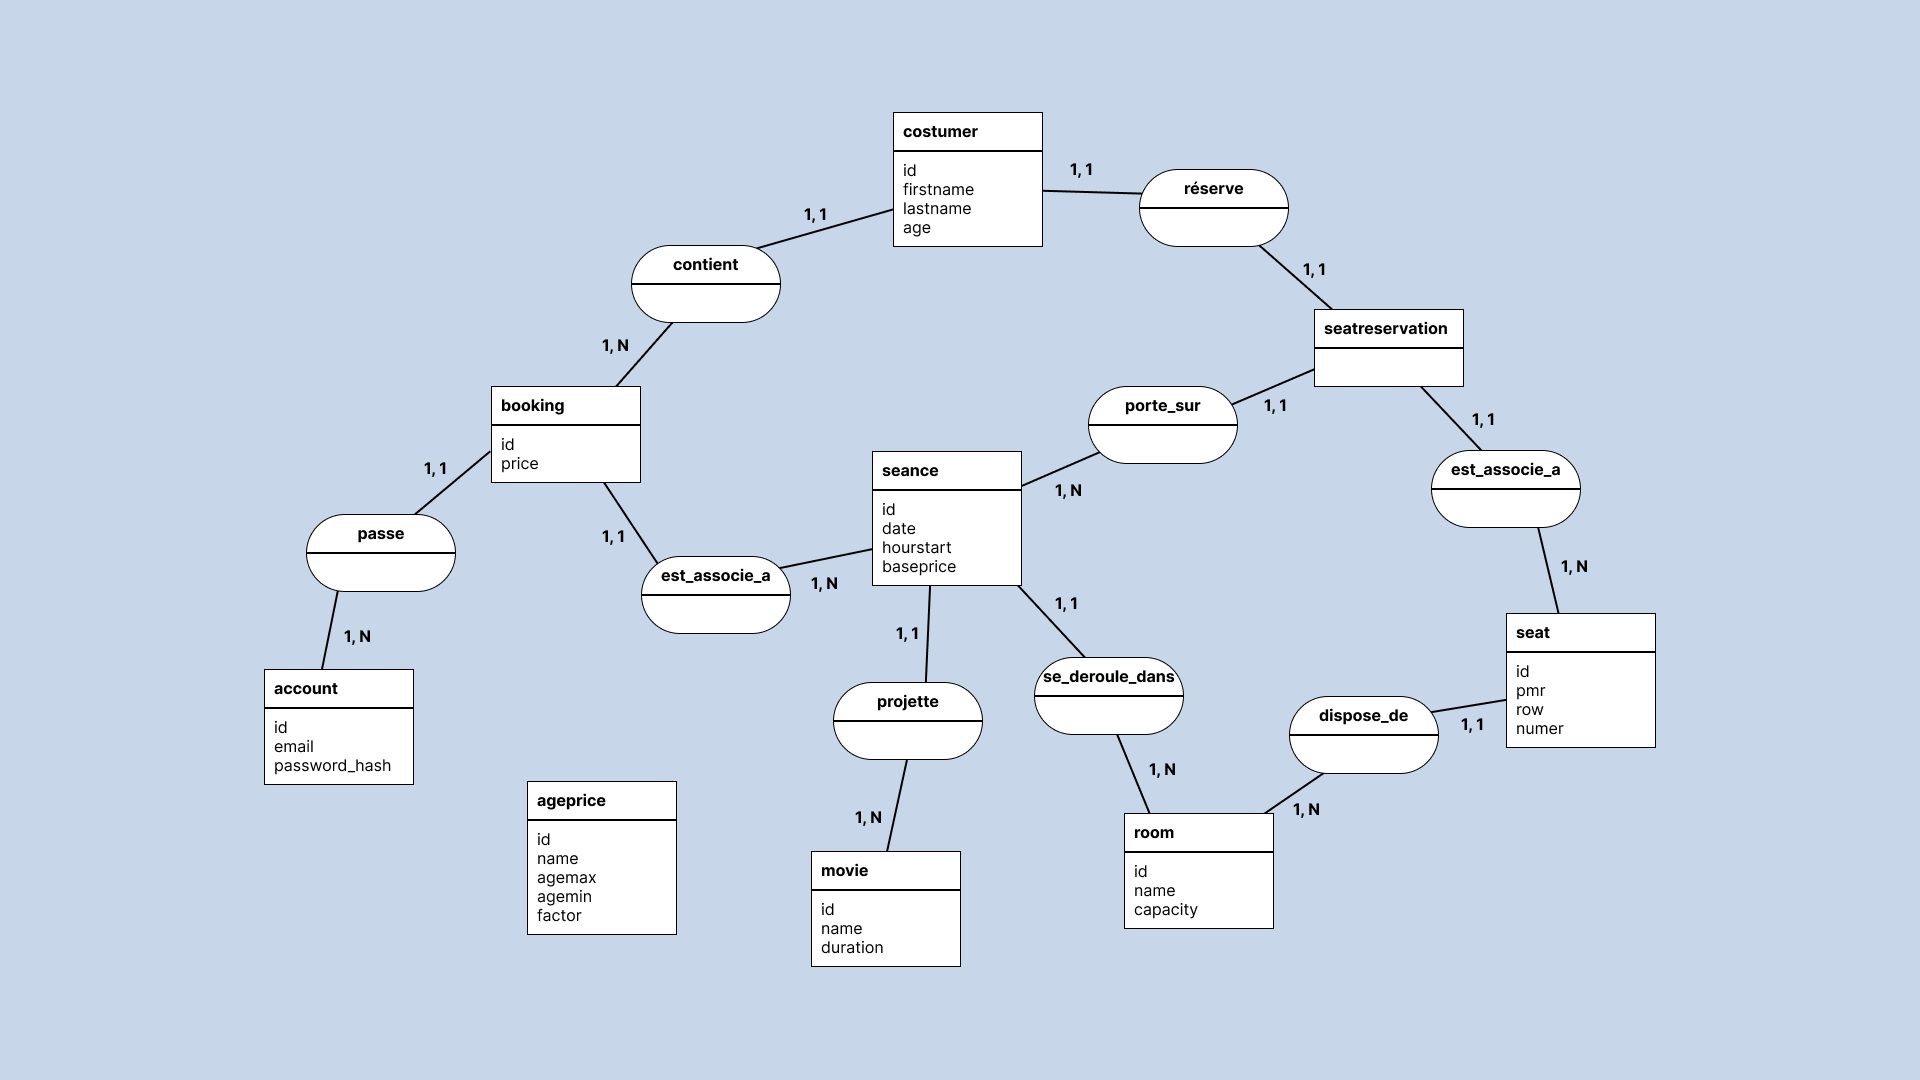 costumer
id
firstname
lastname
age
1, 1
réserve
1, 1
contient
1, 1
1, N
seatreservation
booking
id
price
porte_sur
1, 1
1, N
1, 1
est_associe_a
1, N
1, 1
passe
1, N
1, 1
est_associe_a
1, N
seance
id
date
hourstart
baseprice
1, 1
projette
1, N
1, 1
se_deroule_dans
1, N
seat
id
pmr
row
numer
dispose_de
1, 1
1, N
account
id
email
password_hash
ageprice
id
name
agemax
agemin
factor
movie
id
name
duration
room
id
name
capacity